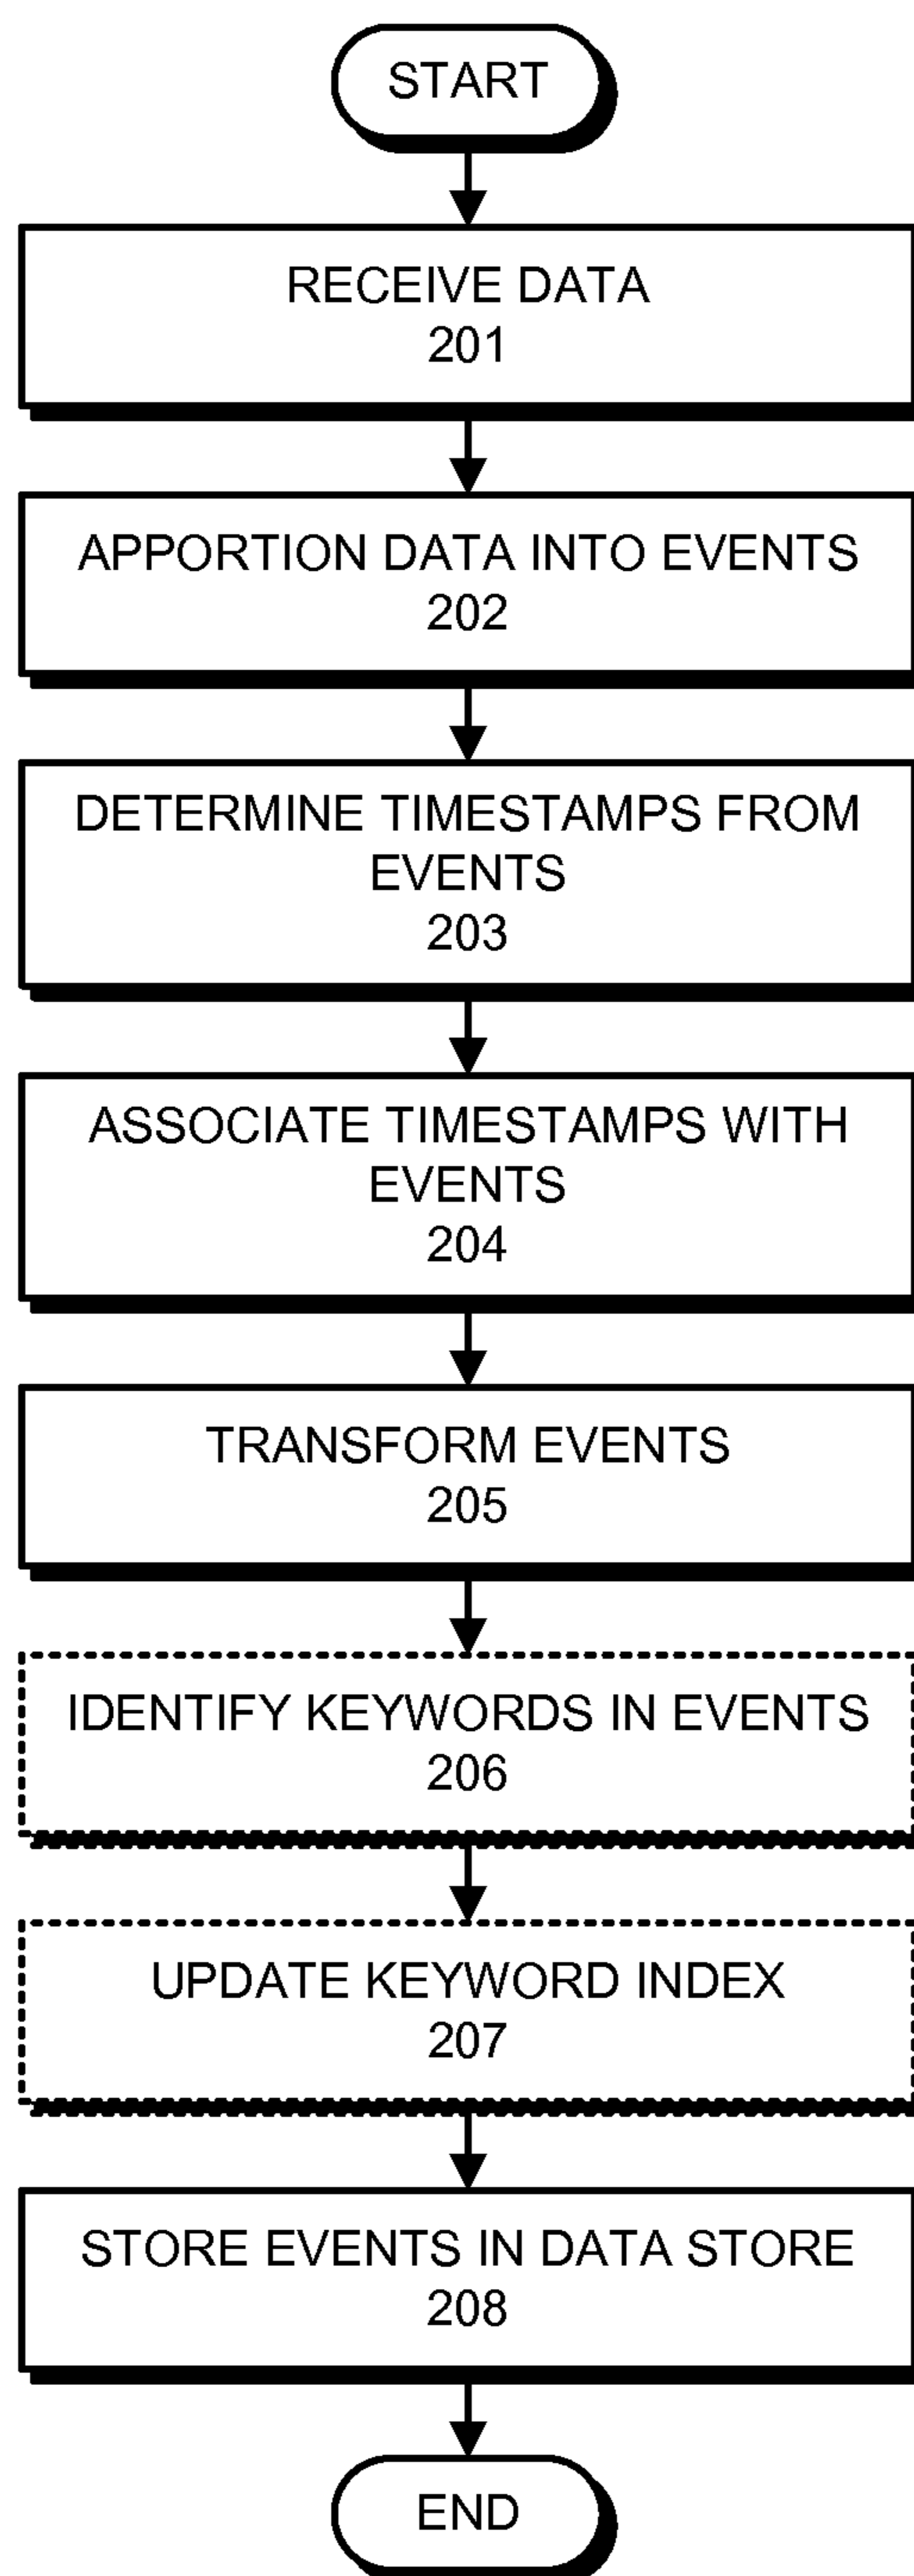 START
RECEIVE DATA
201
APPORTION DATA INTO EVENTS
202
DETERMINE TIMESTAMPS FROM
EVENTS
203
ASSOCIATE TIMESTAMPS WITH
EVENTS
204
TRANSFORM EVENTS
205
IDENTIFY KEYWORDS IN EVENTS
206
UPDATE KEYWORD INDEX
207
STORE EVENTS IN DATA STORE
208
END